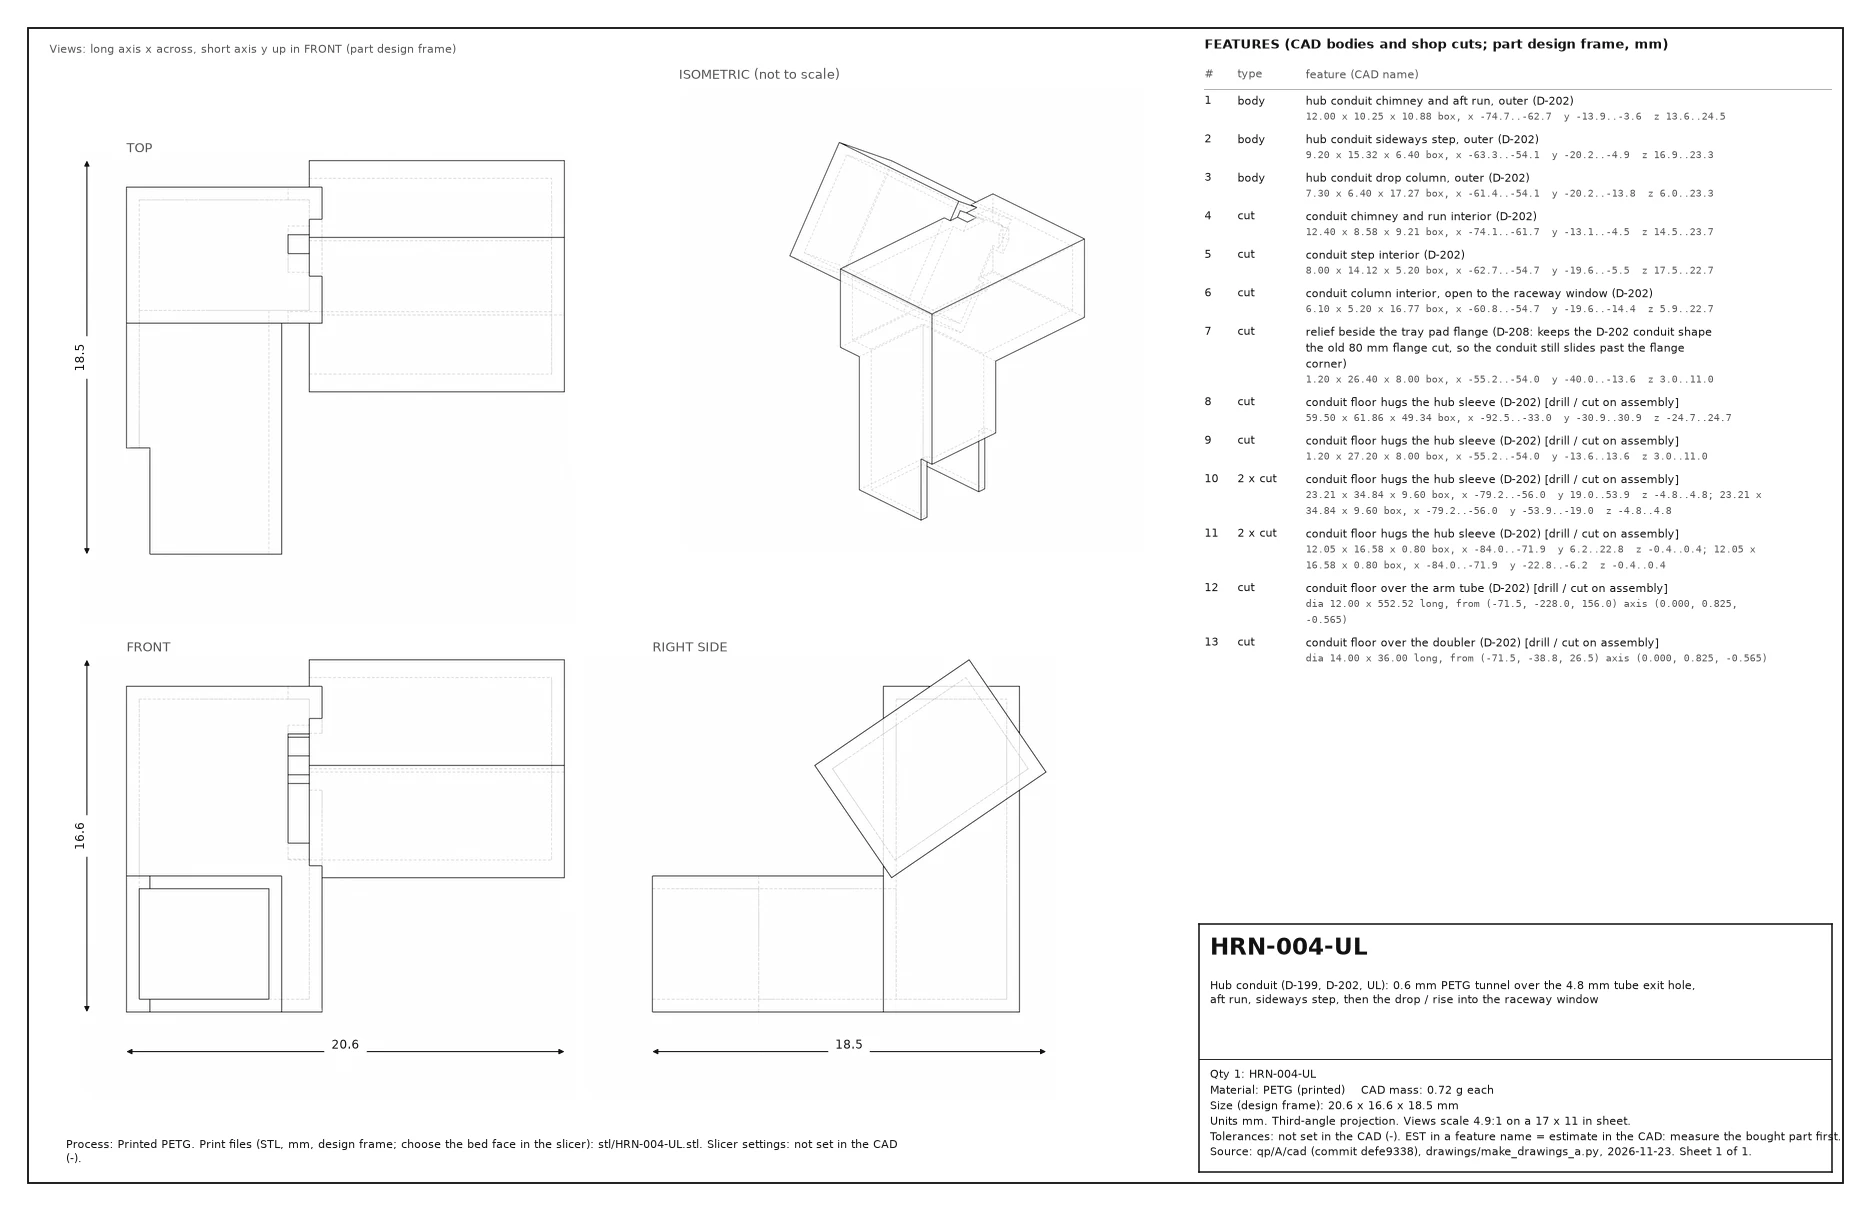 Views: long axis x across, short axis y up in FRONT (part design frame)
ISOMETRIC (not to scale)
TOP
18.5
FRONT
RIGHT SIDE
16.6
20.6
18.5
Process: Printed PETG. Print files (STL, mm, design frame; choose the bed face in the slicer): stl/HRN-004-UL.stl. Slicer settings: not set in the CAD
(-).
FEATURES (CAD bodies and shop cuts; part design frame, mm)
# type feature (CAD name)
1 body hub conduit chimney and aft run, outer (D-202)
12.00 x 10.25 x 10.88 box, x -74.7..-62.7 y -13.9..-3.6 z 13.6..24.5
2 body hub conduit sideways step, outer (D-202)
9.20 x 15.32 x 6.40 box, x -63.3..-54.1 y -20.2..-4.9 z 16.9..23.3
3 body hub conduit drop column, outer (D-202)
7.30 x 6.40 x 17.27 box, x -61.4..-54.1 y -20.2..-13.8 z 6.0..23.3
4 cut conduit chimney and run interior (D-202)
12.40 x 8.58 x 9.21 box, x -74.1..-61.7 y -13.1..-4.5 z 14.5..23.7
5 cut conduit step interior (D-202)
8.00 x 14.12 x 5.20 box, x -62.7..-54.7 y -19.6..-5.5 z 17.5..22.7
6 cut conduit column interior, open to the raceway window (D-202)
6.10 x 5.20 x 16.77 box, x -60.8..-54.7 y -19.6..-14.4 z 5.9..22.7
7 cut relief beside the tray pad flange (D-208: keeps the D-202 conduit shape
the old 80 mm flange cut, so the conduit still slides past the flange
corner)
1.20 x 26.40 x 8.00 box, x -55.2..-54.0 y -40.0..-13.6 z 3.0..11.0
8 cut conduit floor hugs the hub sleeve (D-202) [drill / cut on assembly]
59.50 x 61.86 x 49.34 box, x -92.5..-33.0 y -30.9..30.9 z -24.7..24.7
9 cut conduit floor hugs the hub sleeve (D-202) [drill / cut on assembly]
1.20 x 27.20 x 8.00 box, x -55.2..-54.0 y -13.6..13.6 z 3.0..11.0
10 2 x cut conduit floor hugs the hub sleeve (D-202) [drill / cut on assembly]
23.21 x 34.84 x 9.60 box, x -79.2..-56.0 y 19.0..53.9 z -4.8..4.8; 23.21 x
34.84 x 9.60 box, x -79.2..-56.0 y -53.9..-19.0 z -4.8..4.8
11 2 x cut conduit floor hugs the hub sleeve (D-202) [drill / cut on assembly]
12.05 x 16.58 x 0.80 box, x -84.0..-71.9 y 6.2..22.8 z -0.4..0.4; 12.05 x
16.58 x 0.80 box, x -84.0..-71.9 y -22.8..-6.2 z -0.4..0.4
12 cut conduit floor over the arm tube (D-202) [drill / cut on assembly]
dia 12.00 x 552.52 long, from (-71.5, -228.0, 156.0) axis (0.000, 0.825,
-0.565)
13 cut conduit floor over the doubler (D-202) [drill / cut on assembly]
dia 14.00 x 36.00 long, from (-71.5, -38.8, 26.5) axis (0.000, 0.825, -0.565)
HRN-004-UL
Hub conduit (D-199, D-202, UL): 0.6 mm PETG tunnel over the 4.8 mm tube exit hole,
aft run, sideways step, then the drop / rise into the raceway window
Qty 1: HRN-004-UL
Material: PETG (printed) CAD mass: 0.72 g each
Size (design frame): 20.6 x 16.6 x 18.5 mm
Units mm. Third-angle projection. Views scale 4.9:1 on a 17 x 11 in sheet.
Tolerances: not set in the CAD (-). EST in a feature name = estimate in the CAD: measure the bought part first.
Source: qp/A/cad (commit defe9338), drawings/make_drawings_a.py, 2026-11-23. Sheet 1 of 1.